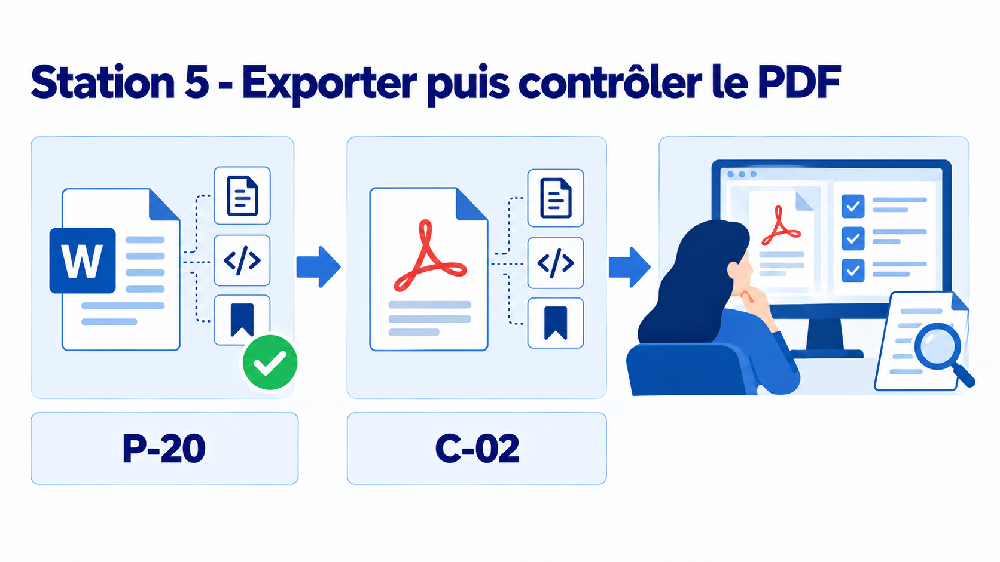 Station 5 - Exporter puis contrôler le PDF
W
</>
</>
P-20
C-02